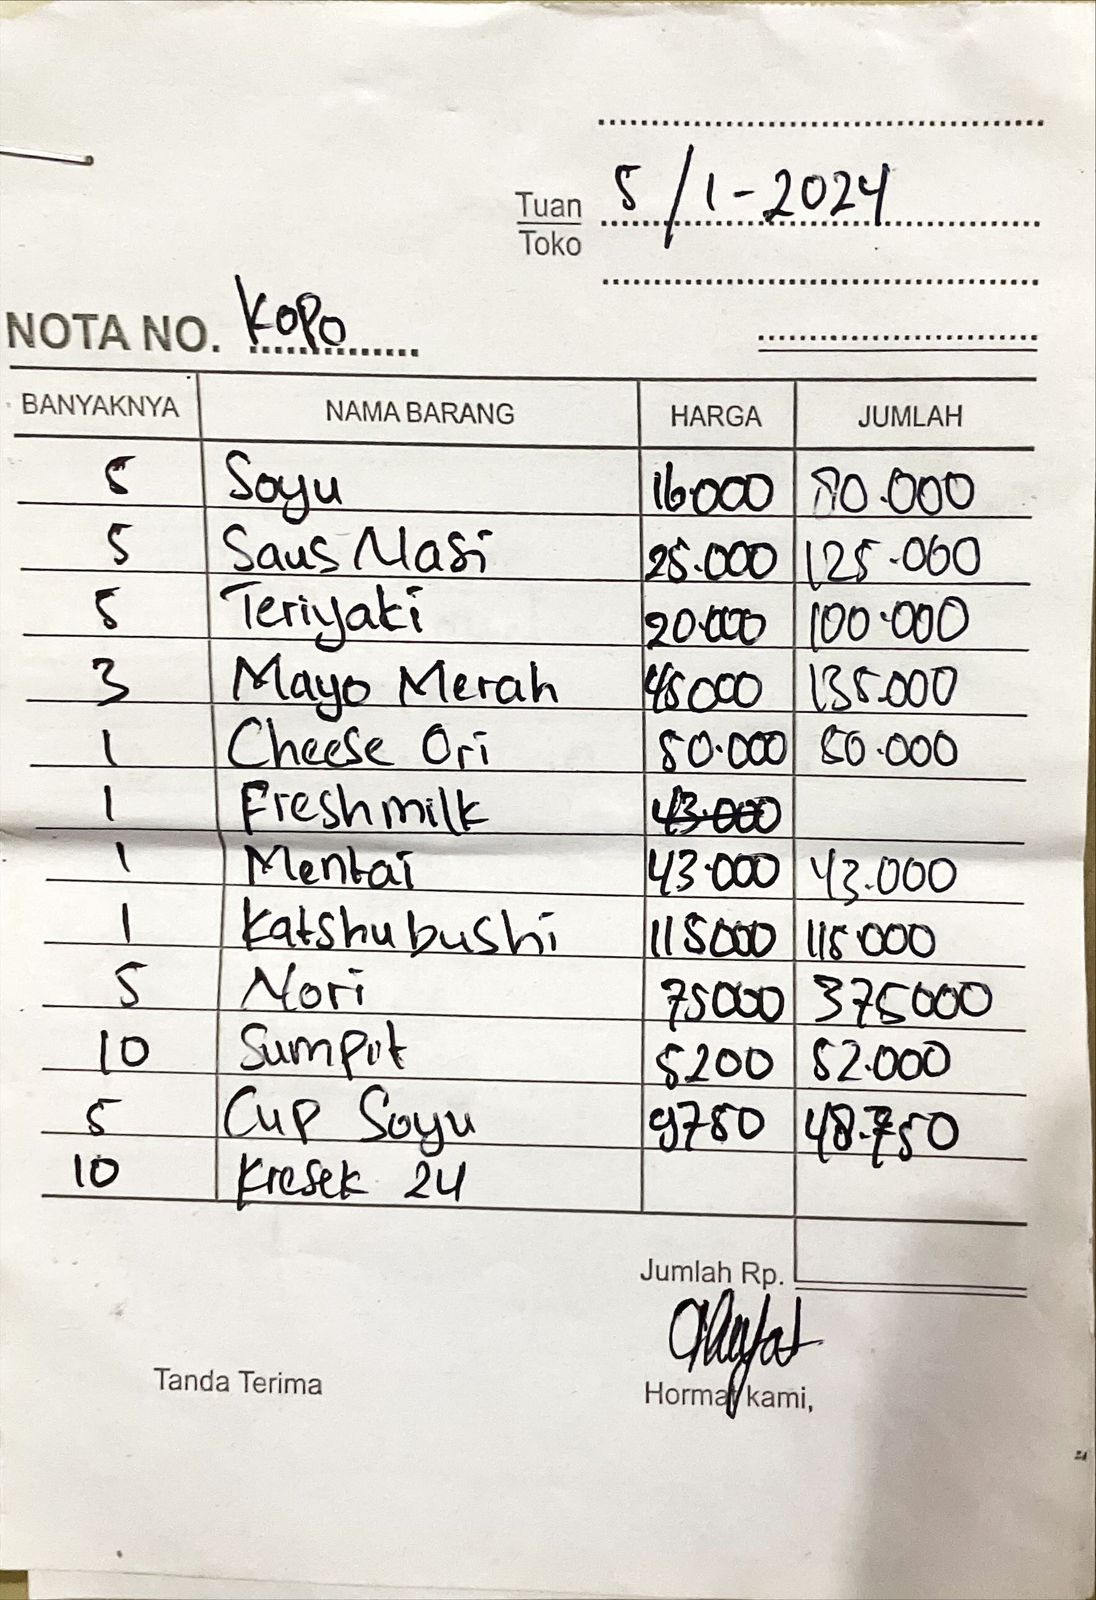 Tuan 5/1-2024
Toko
NOTA NO. Kopo
BANYAKNYA NAMA BARANG HARGA JUMLAH
5 Soyu 16.000 80.000
5 Saus Nasi 25.000 125.000
5 Teriyaki 20.000 100.000
3 Mayo Merah 45000 135.000
1 Cheese Ori 50.000 50.000
1 Freshmilk 43.000
1 Mentai 43.000 43.000
1 Katshubushi 115000 115.000
5 Nori 75000 375000
10 Sumpit 5200 52.000
5 Cup Soyu 9750 48.750
10 Kresek 24
Jumlah Rp.
Tanda Terima Hormat kami,